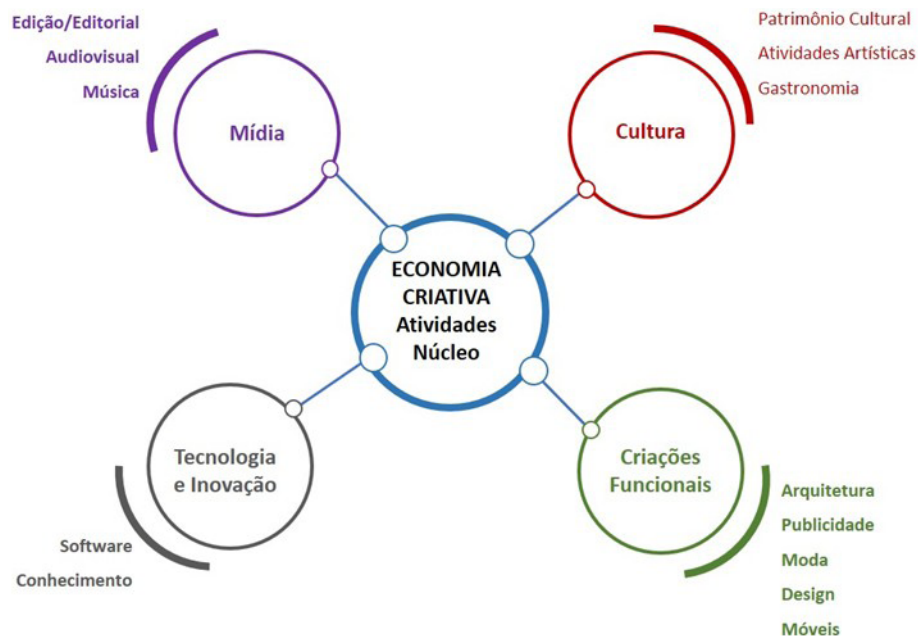 Edição/Editorial
Audiovisual
Música
Mídia
Patrimônio Cultural
Atividades Artísticas
Gastronomia
Cultura
ECONOMIA
CRIATIVA
Atividades
Núcleo
Tecnologia
e Inovação
Software
Conhecimento
Criações
Funcionais
Arquitetura
Publicidade
Moda
Design
Móveis